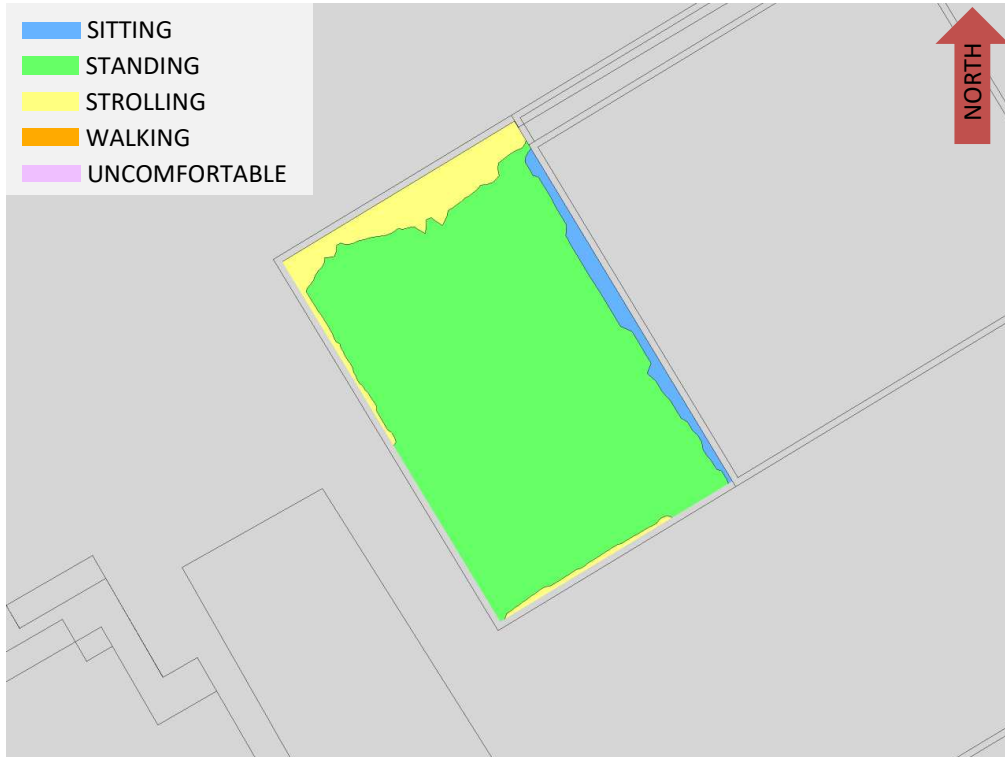 SITTING
STANDING
STROLLING
WALKING
UNCOMFORTABLE
NORTH